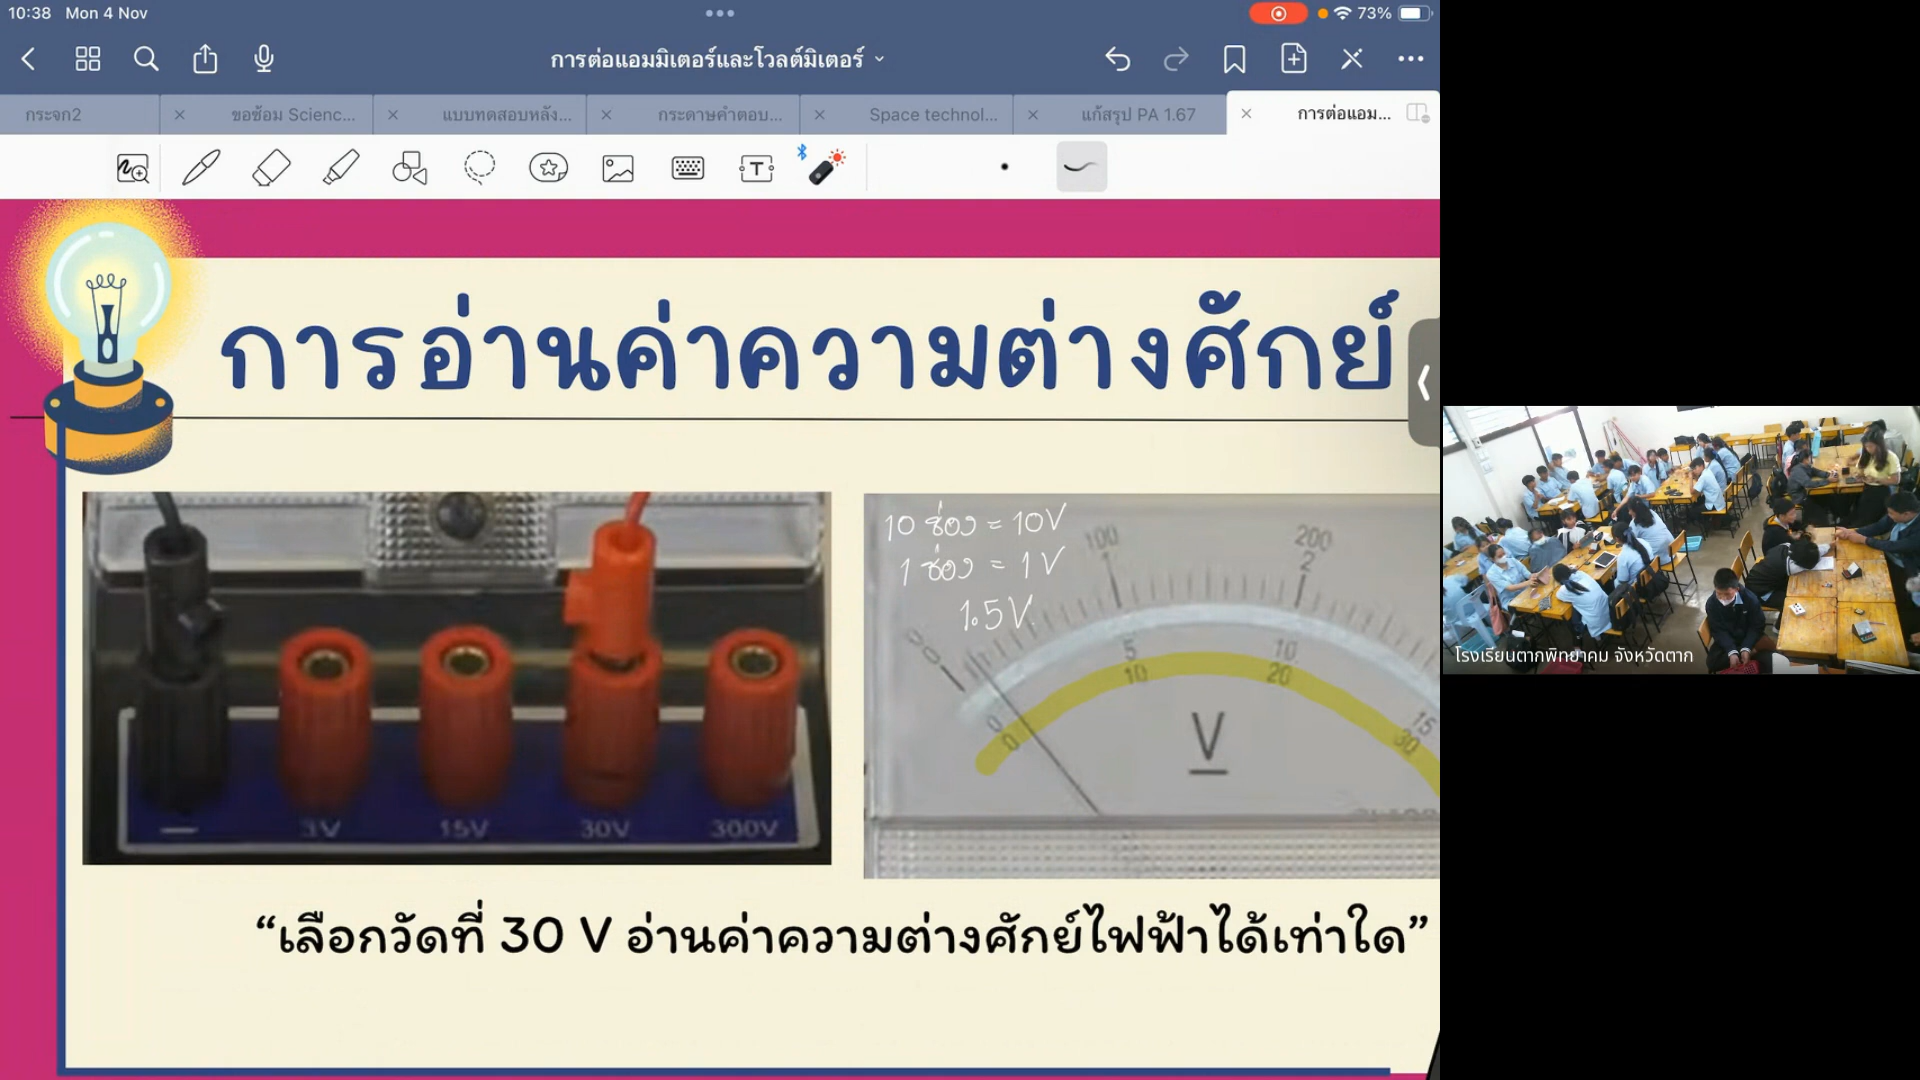 10:38 Mon 4 Nov
73%
การต่อแอมมิเตอร์และโวลต์มิเตอร์
กระจก2
ขอซ้อม Scienc...
แบบทดสอบหลัง...
กระดาษคำตอบ...
Space technol...
แก้สรุป PA 1.67
การต่อแอม...
การอ่านค่าความต่างศักย์
10 ช่อง = 10V
1 ช่อง = 1V
1.5V.
0 100 200
0 1 2
0 5 10 15
0 10 20 30
V
3V 15V 30V 300V
“เลือกวัดที่ 30 V อ่านค่าความต่างศักย์ไฟฟ้าได้เท่าใด”
โรงเรียนตากพิทยาคม จังหวัดตาก